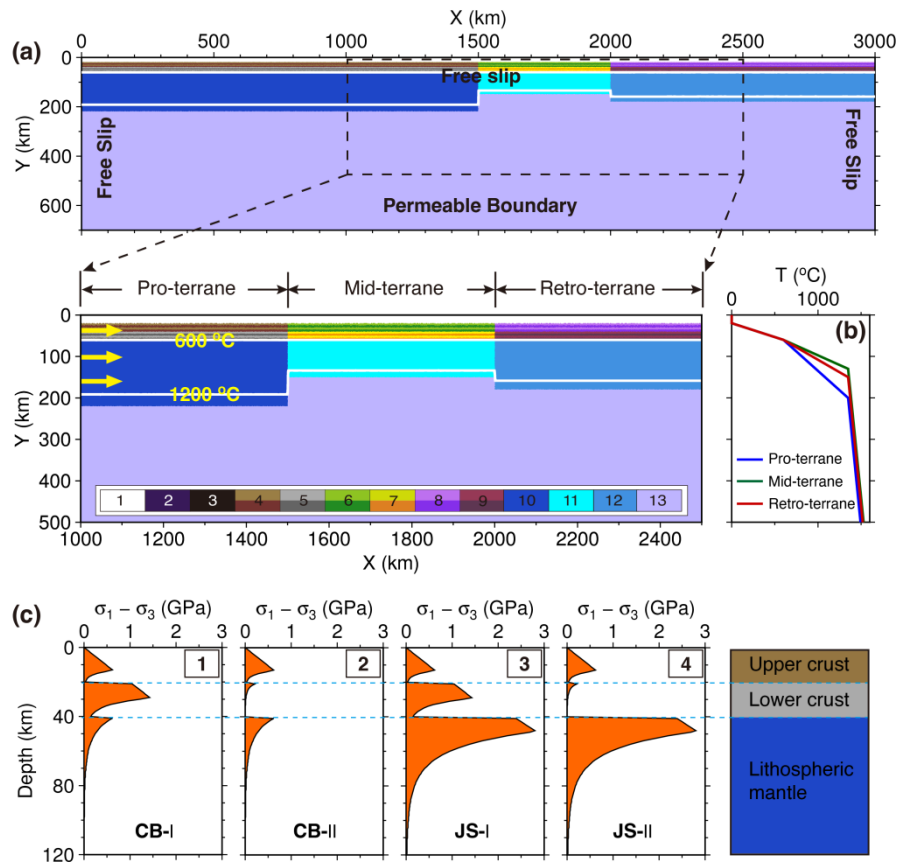 X (km)
(a)
0 500 1000 1500 2000 2500 3000
Y (km)
0
200
400
600
Free slip
Free Slip
Free Slip
Permeable Boundary
Pro-terrane
Mid-terrane
Retro-terrane
Y (km)
0
100
200
300
400
500
600 ºC
1200 ºC
1 2 3 4 5 6 7 8 9 10 11 12 13
1000 1200 1400 1600 1800 2000 2200 2400
X (km)
T (ºC)
0 1000
(b)
Pro-terrane
Mid-terrane
Retro-terrane
(c)
σ1 − σ3 (GPa) σ1 − σ3 (GPa) σ1 − σ3 (GPa) σ1 − σ3 (GPa)
0 1 2 3 0 1 2 3 0 1 2 3 0 1 2 3
Depth (km)
0
40
80
120
1
CB-I
2
CB-II
3
JS-I
4
JS-II
Upper crust
Lower crust
Lithospheric
mantle